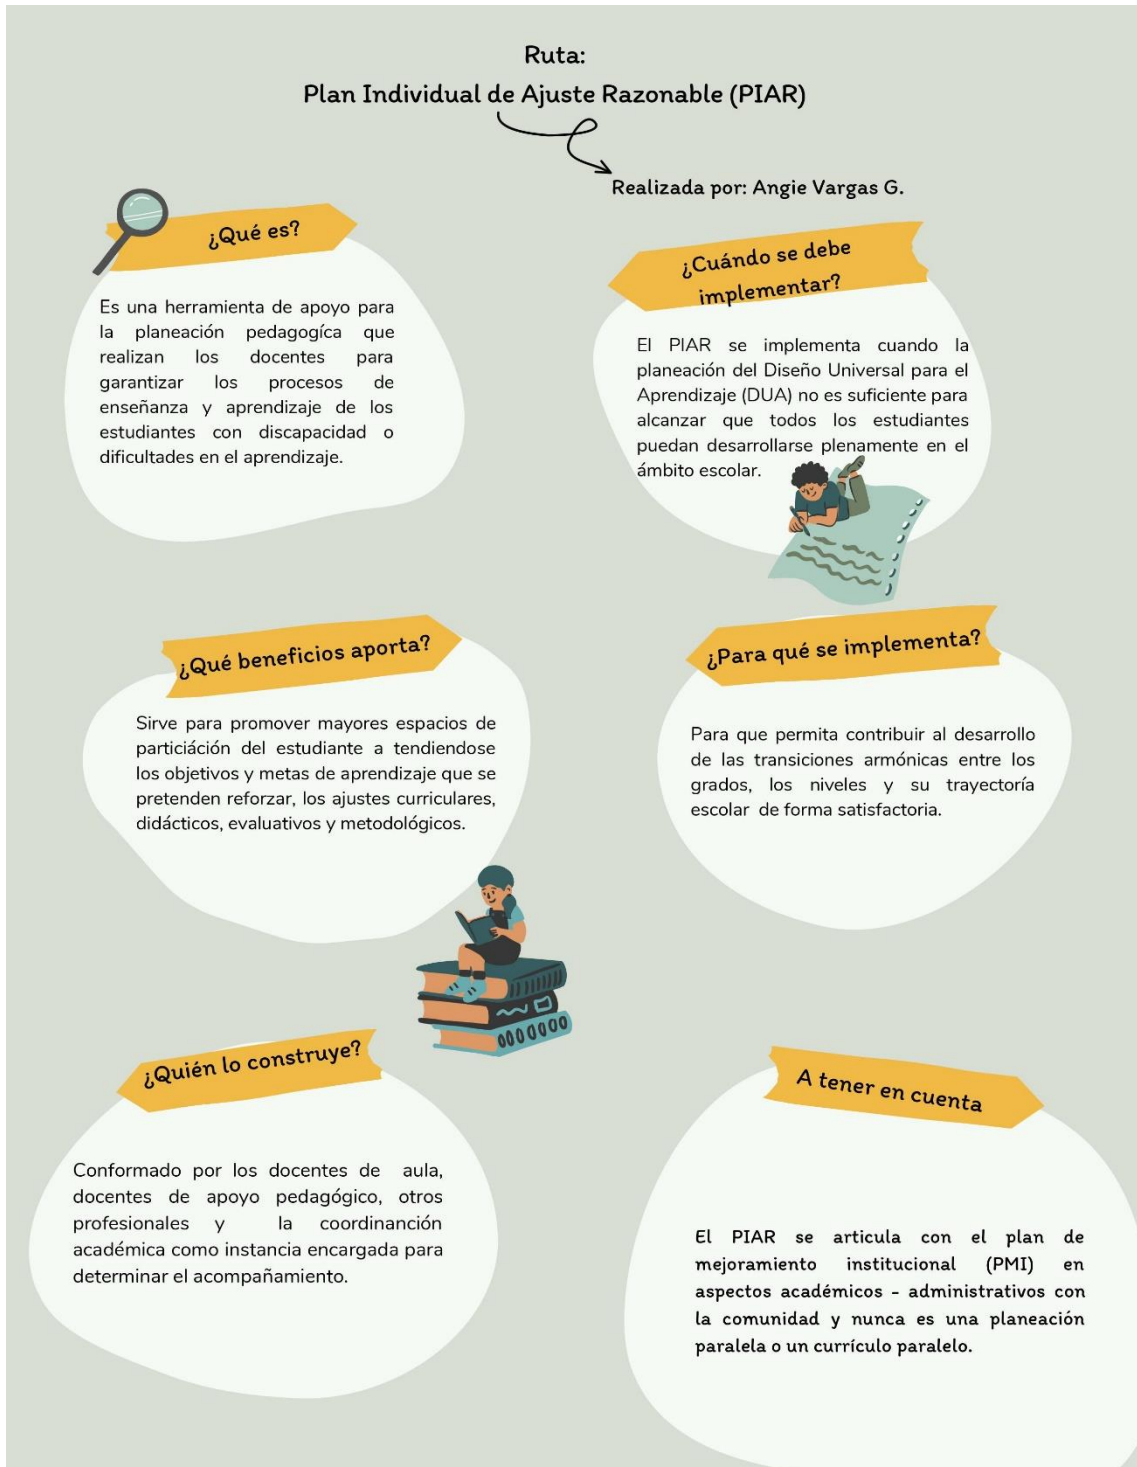 Ruta:
Plan Individual de Ajuste Razonable (PIAR)
Realizada por: Angie Vargas G.
¿Qué es?
Es una herramienta de apoyo para
la planeación pedagogíca que
realizan los docentes para
garantizar los procesos de
enseñanza y aprendizaje de los
estudiantes con discapacidad o
dificultades en el aprendizaje.
¿Cuándo se debe
implementar?
El PIAR se implementa cuando la
planeación del Diseño Universal para el
Aprendizaje (DUA) no es suficiente para
alcanzar que todos los estudiantes
puedan desarrollarse plenamente en el
ámbito escolar.
¿Qué beneficios aporta?
Sirve para promover mayores espacios de
particiáción del estudiante a tendiendose
los objetivos y metas de aprendizaje que se
pretenden reforzar, los ajustes curriculares,
didácticos, evaluativos y metodológicos.
¿Para qué se implementa?
Para que permita contribuir al desarrollo
de las transiciones armónicas entre los
grados, los niveles y su trayectoría
escolar de forma satisfactoria.
¿Quién lo construye?
Conformado por los docentes de aula,
docentes de apoyo pedagógico, otros
profesionales y la coordinanción
académica como instancia encargada para
determinar el acompañamiento.
A tener en cuenta
El PIAR se articula con el plan de
mejoramiento institucional (PMI) en
aspectos académicos - administrativos con
la comunidad y nunca es una planeación
paralela o un currículo paralelo.